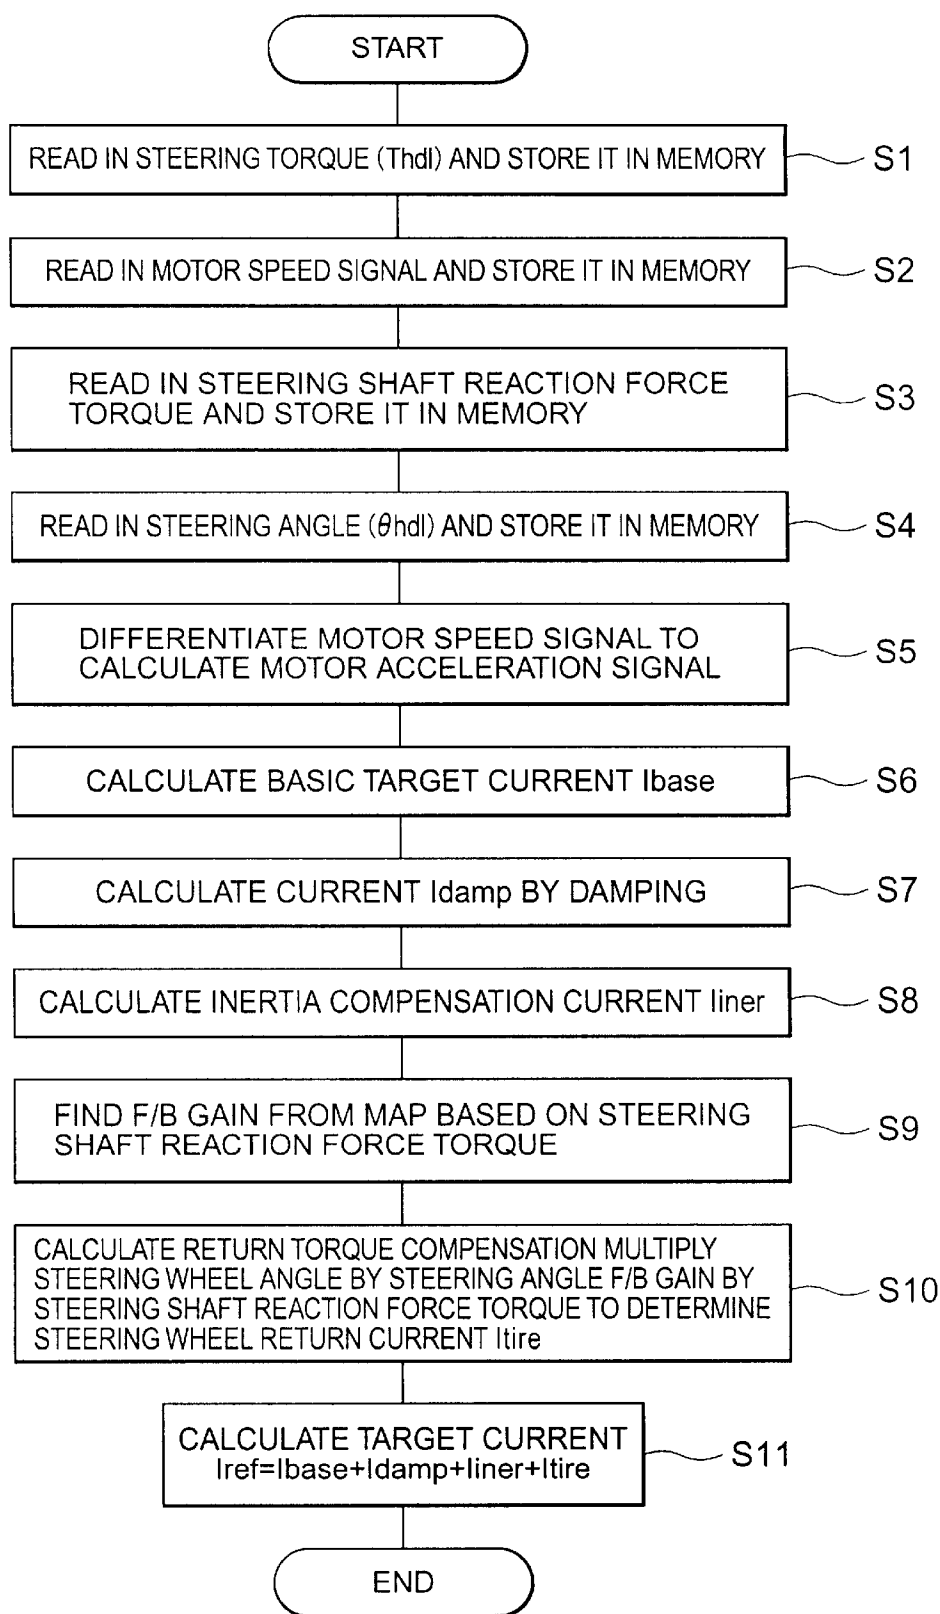 START
READ IN STEERING TORQUE (Thdl) AND STORE IT IN MEMORY
S1
READ IN MOTOR SPEED SIGNAL AND STORE IT IN MEMORY
S2
READ IN STEERING SHAFT REACTION FORCE
TORQUE AND STORE IT IN MEMORY
S3
READ IN STEERING ANGLE (θhdl) AND STORE IT IN MEMORY
S4
DIFFERENTIATE MOTOR SPEED SIGNAL TO
CALCULATE MOTOR ACCELERATION SIGNAL
S5
CALCULATE BASIC TARGET CURRENT Ibase
S6
CALCULATE CURRENT Idamp BY DAMPING
S7
CALCULATE INERTIA COMPENSATION CURRENT Iiner
S8
FIND F/B GAIN FROM MAP BASED ON STEERING
SHAFT REACTION FORCE TORQUE
S9
CALCULATE RETURN TORQUE COMPENSATION MULTIPLY
STEERING WHEEL ANGLE BY STEERING ANGLE F/B GAIN BY
STEERING SHAFT REACTION FORCE TORQUE TO DETERMINE
STEERING WHEEL RETURN CURRENT Itire
S10
CALCULATE TARGET CURRENT
Iref=Ibase+Idamp+Iiner+Itire
S11
END